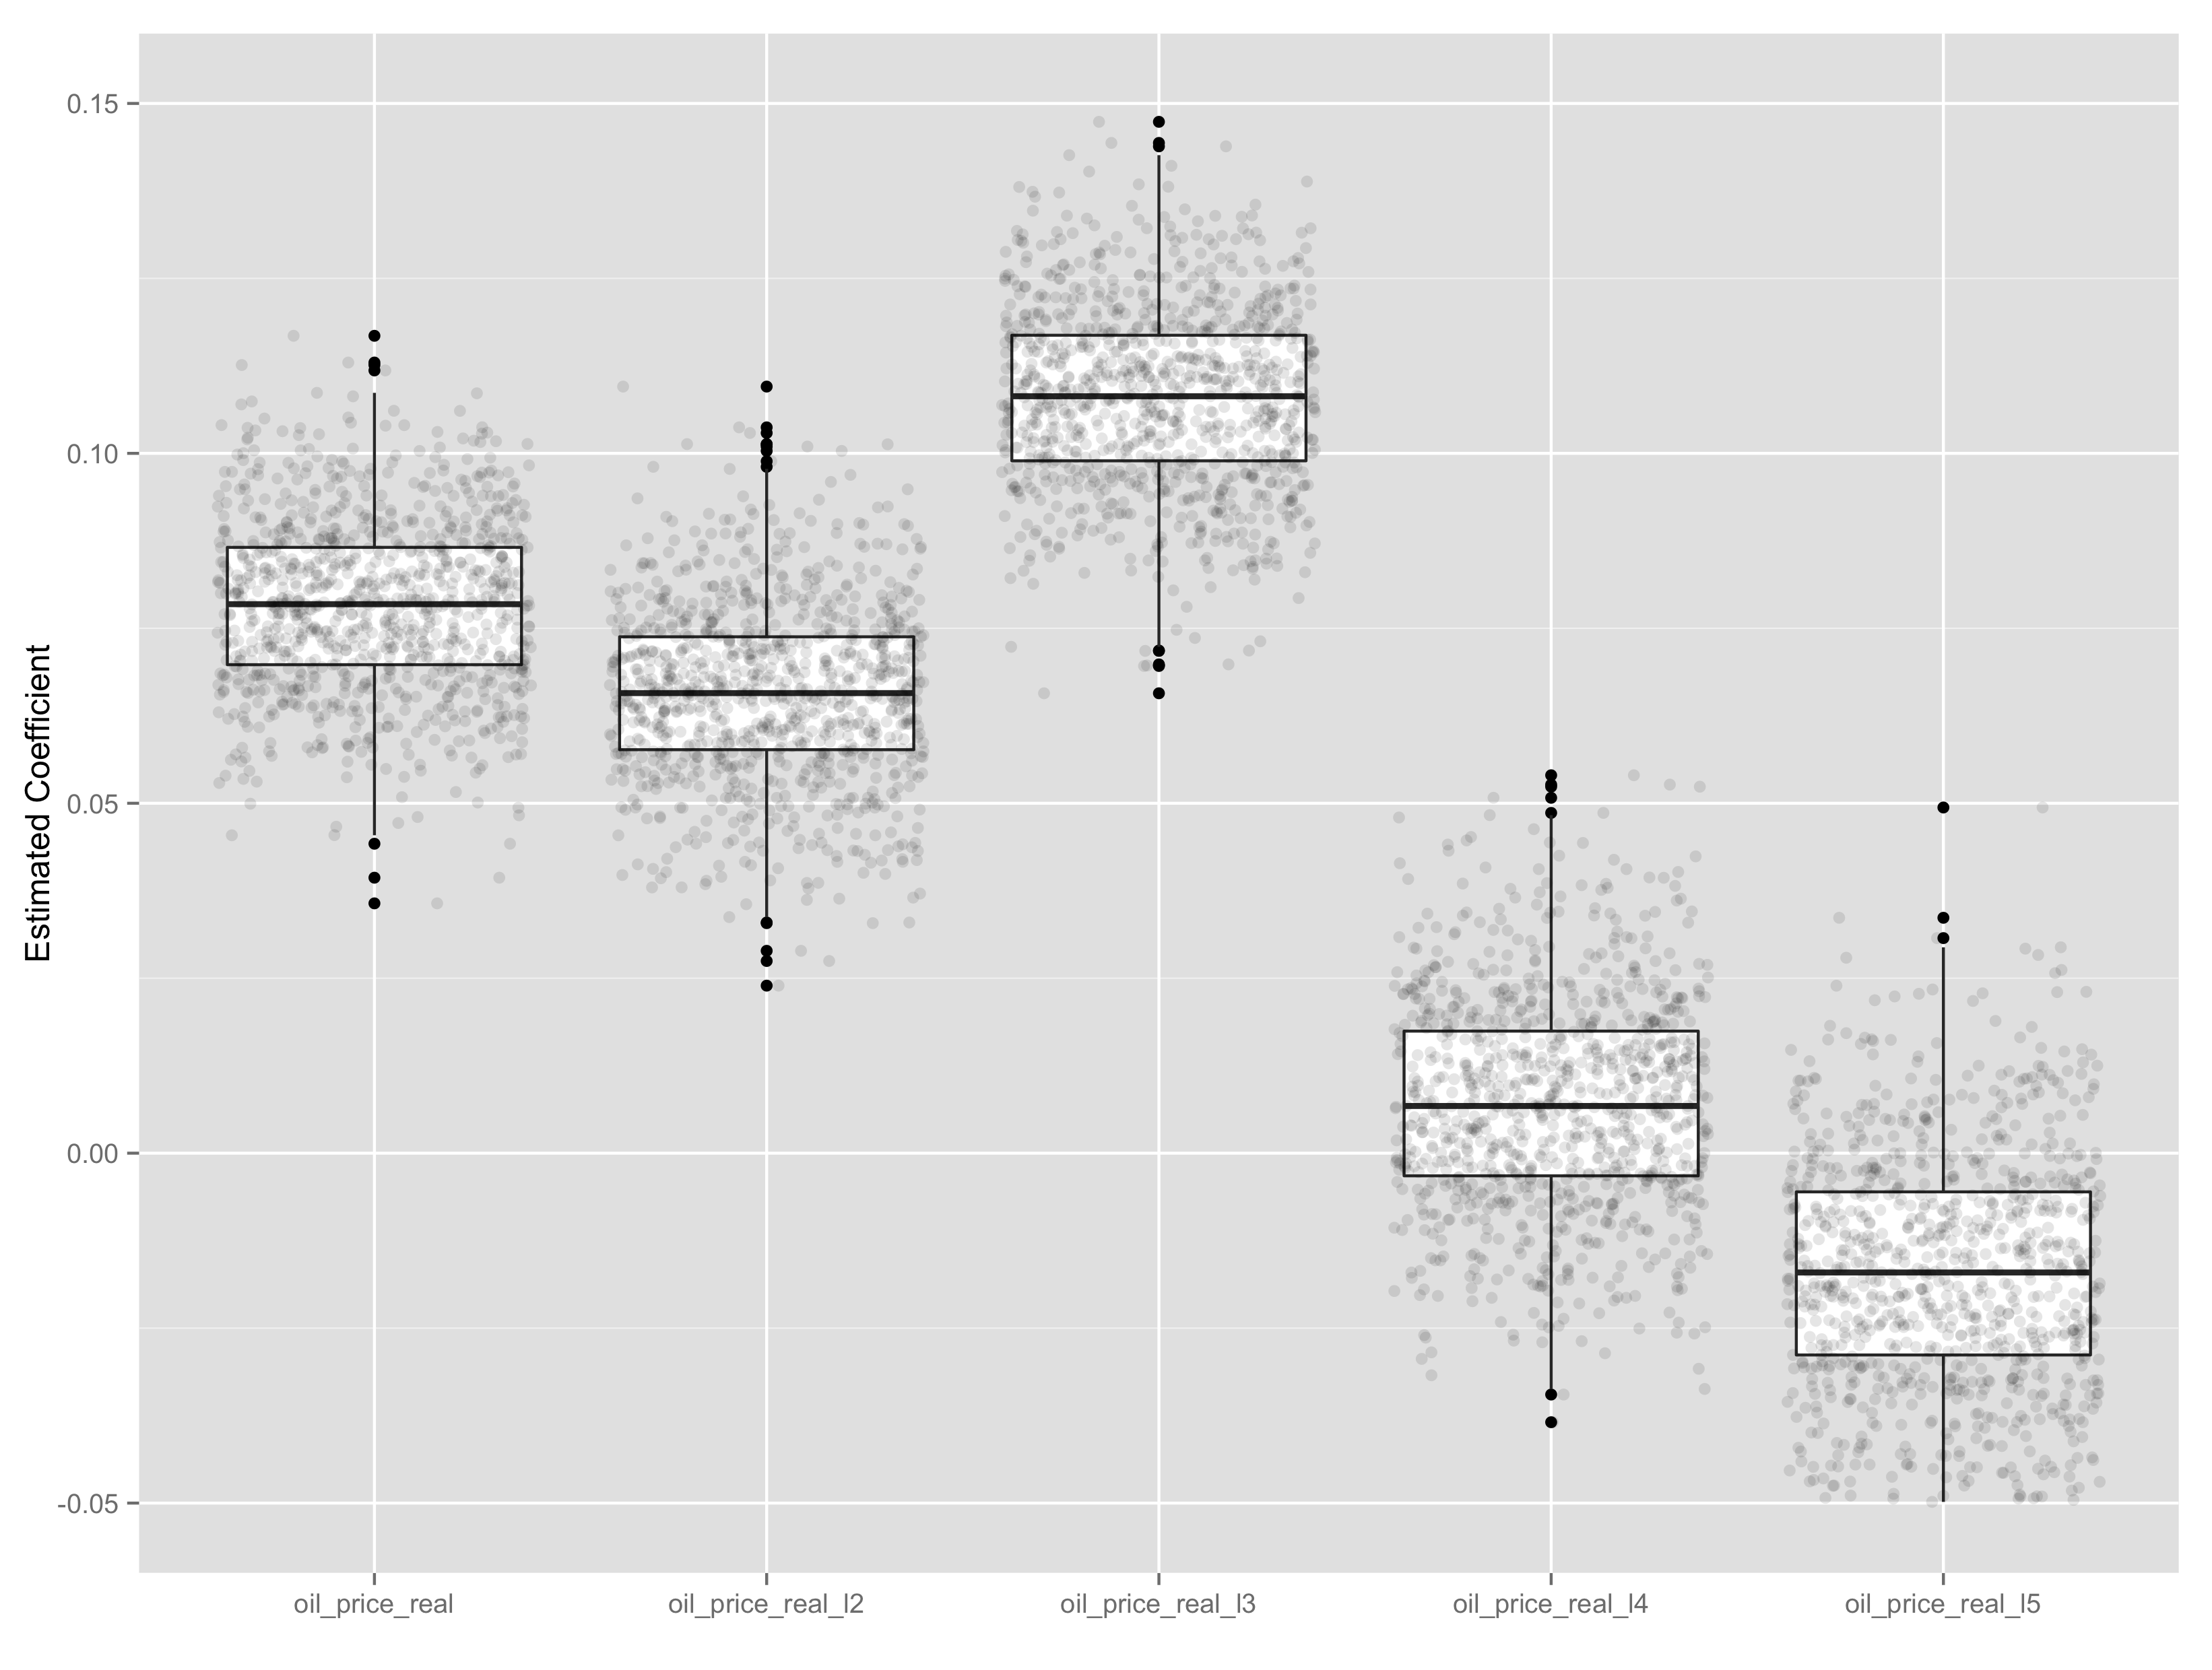 Estimated Coefficient
0.15
0.10
0.05
0.00
-0.05
oil_price_real
oil_price_real_l2
oil_price_real_l3
oil_price_real_l4
oil_price_real_l5